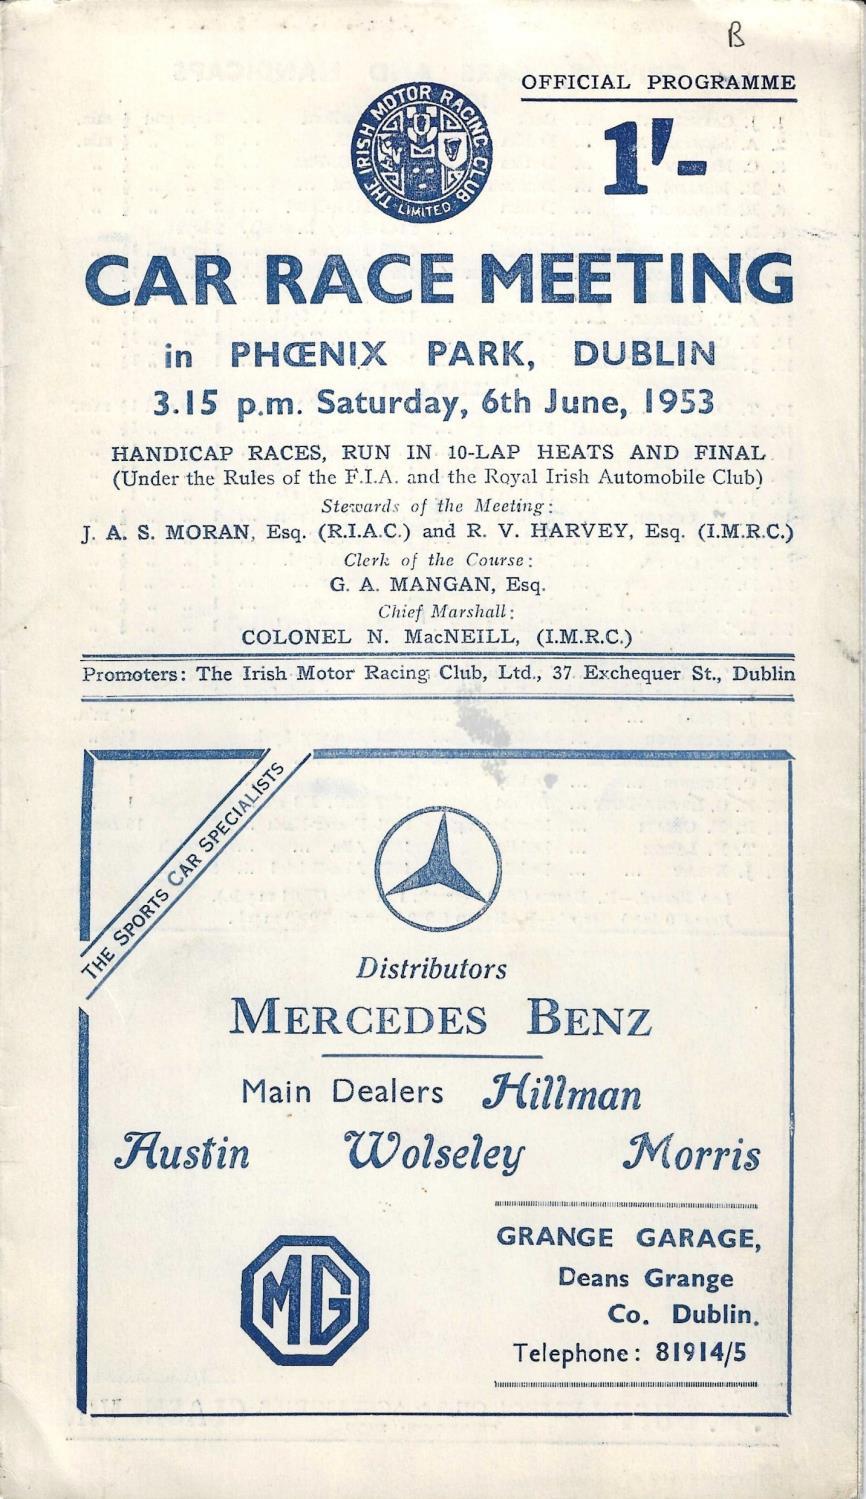 B
OFFICIAL PROGRAMME
THE IRISH MOTOR RACING CLUB
LIMITED
1'-
CAR RACE MEETING
in PHŒNIX PARK, DUBLIN
3.15 p.m. Saturday, 6th June, 1953
HANDICAP RACES, RUN IN 10-LAP HEATS AND FINAL
(Under the Rules of the F.I.A. and the Royal Irish Automobile Club)
Stewards of the Meeting:
J. A. S. MORAN, Esq. (R.I.A.C.) and R. V. HARVEY, Esq. (I.M.R.C.)
Clerk of the Course:
G. A. MANGAN, Esq.
Chief Marshall:
COLONEL N. MacNEILL, (I.M.R.C.)
Promoters: The Irish Motor Racing Club, Ltd., 37 Exchequer St., Dublin
THE SPORTS CAR SPECIALISTS
Distributors
MERCEDES BENZ
Main Dealers Hillman
Austin Wolseley Morris
MG
GRANGE GARAGE,
Deans Grange
Co. Dublin.
Telephone: 81914/5